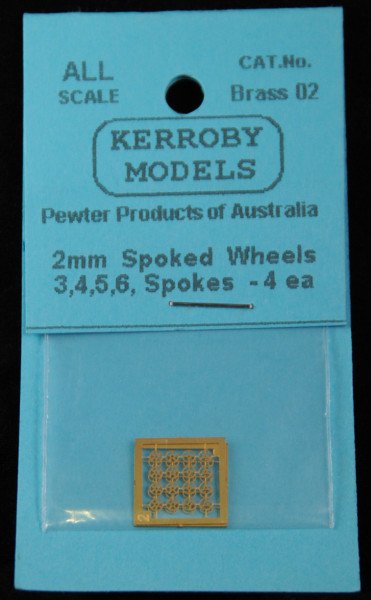 ALL
SCALE
CAT.No.
Brass 02
KERROBY
MODELS
Pewter Products of Australia
2mm Spoked Wheels
3,4,5,6, Spokes - 4 ea
2